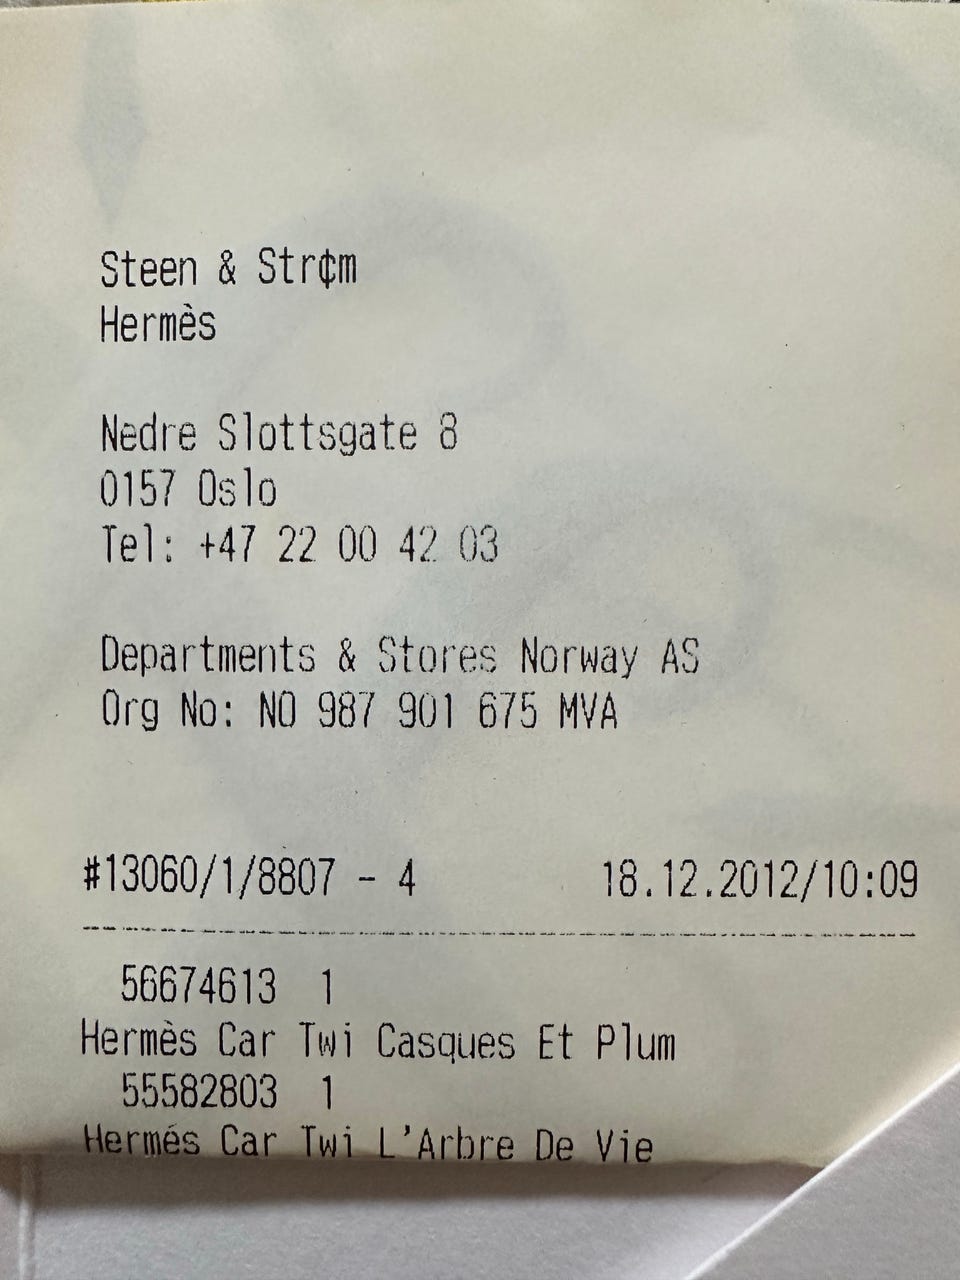 Steen & Str¢m
Hermès
Nedre Slottsgate 8
0157 Oslo
Tel: +47 22 00 42 03
Departments & Stores Norway AS
Org No: NO 987 901 675 MVA
#13060/1/8807 - 4 18.12.2012/10:09
56674613 1
Hermès Car Twi Casques Et Plum
55582803 1
Hermés Car Twi L'Arbre De Vie